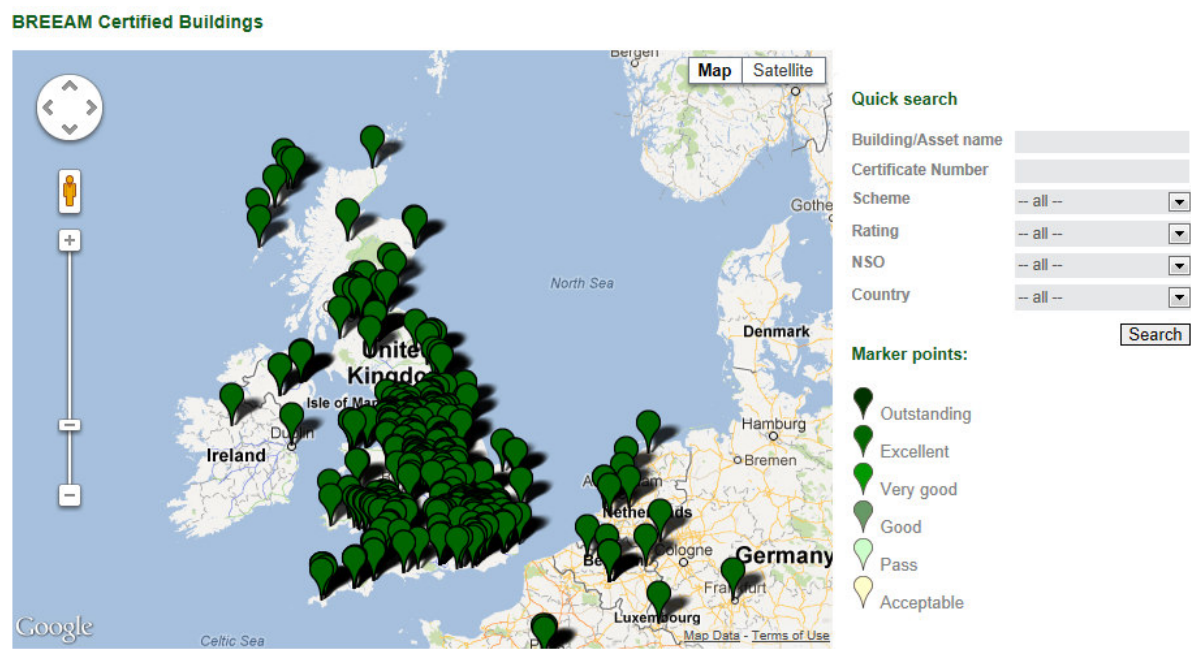 BREEAM Certified Buildings
Bergen
Map
Satellite
Quick search
Building/Asset name
Certificate Number
Scheme
-- all --
Gothe
Rating
-- all --
NSO
-- all --
North Sea
Country
-- all --
Search
Denmark
United
Kingdo
Marker points:
Isle of Man
Outstanding
Hamburg
Dublin
Ireland
Excellent
Bremen
Very good
Netherlands
Good
Cologne
Germany
Pass
Frankfurt
Acceptable
Luxembourg
Google
Celtic Sea
Map Data - Terms of Use